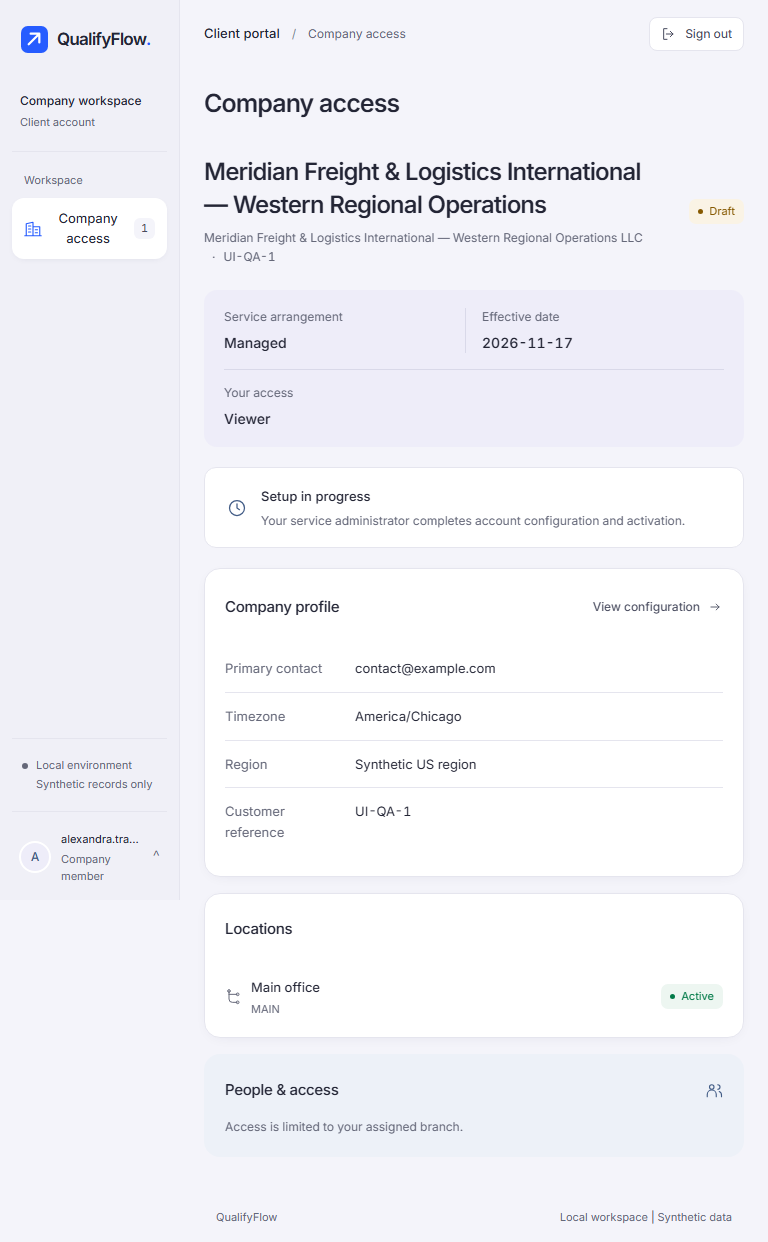 QualifyFlow.
Company workspace
Client account
Workspace
Company
access
1
Local environment
Synthetic records only
A
alexandra.tra...
Company
member
^
Client portal / Company access
Sign out
Company access
Meridian Freight & Logistics International
— Western Regional Operations
Draft
Meridian Freight & Logistics International — Western Regional Operations LLC
· UI-QA-1
Service arrangement
Managed
Effective date
2026-11-17
Your access
Viewer
Setup in progress
Your service administrator completes account configuration and activation.
Company profile
View configuration →
Primary contact contact@example.com
Timezone America/Chicago
Region Synthetic US region
Customer
reference
UI-QA-1
Locations
Main office
MAIN
Active
People & access
Access is limited to your assigned branch.
QualifyFlow
Local workspace | Synthetic data